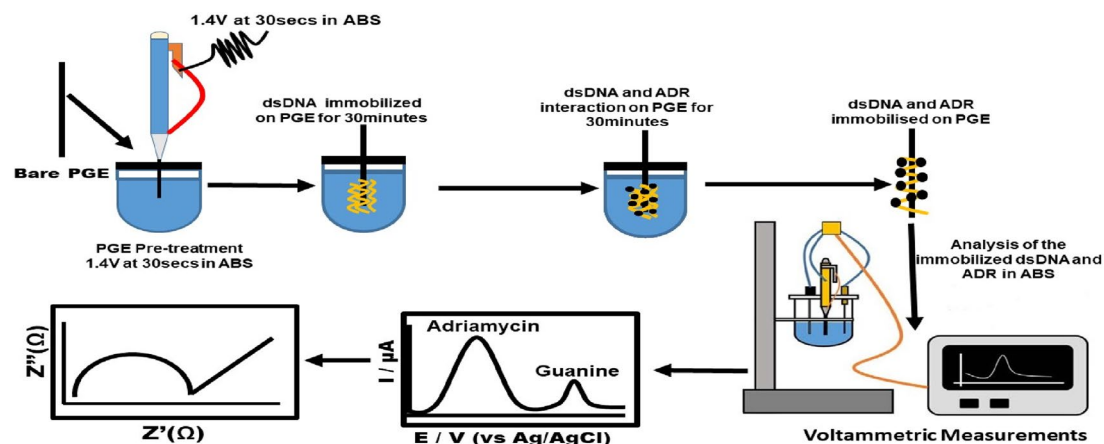 1.4V at 30secs in ABS
Bare PGE
PGE Pre-treatment
1.4V at 30secs in ABS
dsDNA immobilized
on PGE for 30minutes
dsDNA and ADR
interaction on PGE for
30minutes
dsDNA and ADR
immobilised on PGE
Analysis of the
immobilized dsDNA and
ADR in ABS
Voltammetric Measurements
I / µA
Adriamycin
Guanine
E / V (vs Ag/AgCl)
Z"(Ω)
Z'(Ω)